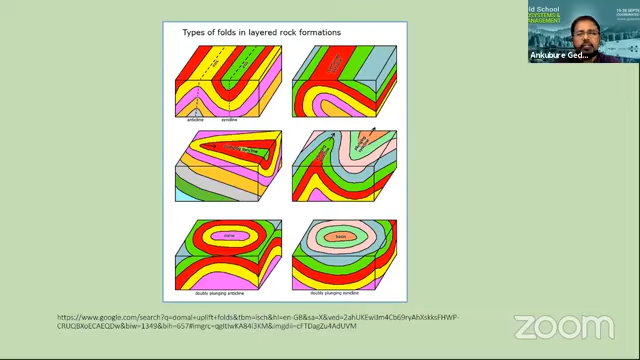 Types of folds in layered rock formations
anticline
syncline
dome
basin
doubly plunging anticline
doubly plunging syncline
https://www.google.com/search?q=domal+uplift+folds&tbm=isch&hl=en-GB&sa=X&ved=2ahUKEwiJm4Cb69ryAhXskksFHWP-
CRUQBXoECAEQDw&biw=1349&bih=657#imgrc=qgItIwKA84l3KM&imgdii=cFTDagZu4AdUVM
Ankubure Ged...
zoom